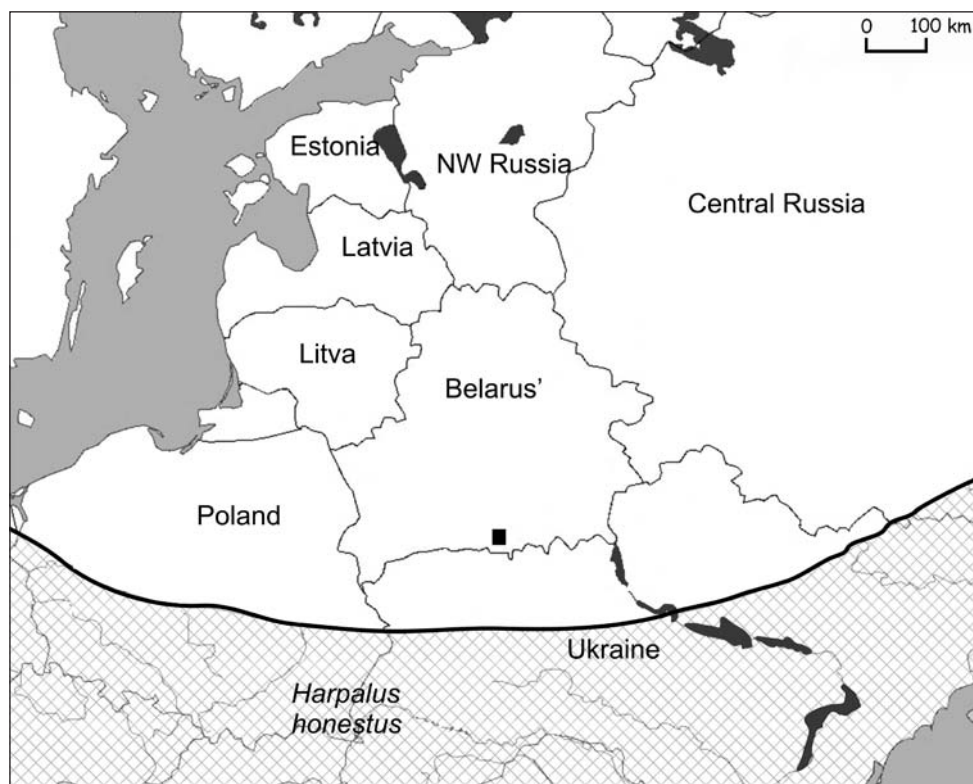 0 100 km
Estonia
NW Russia
Central Russia
Latvia
Litva
Belarus’
Poland
Ukraine
Harpalus
honestus